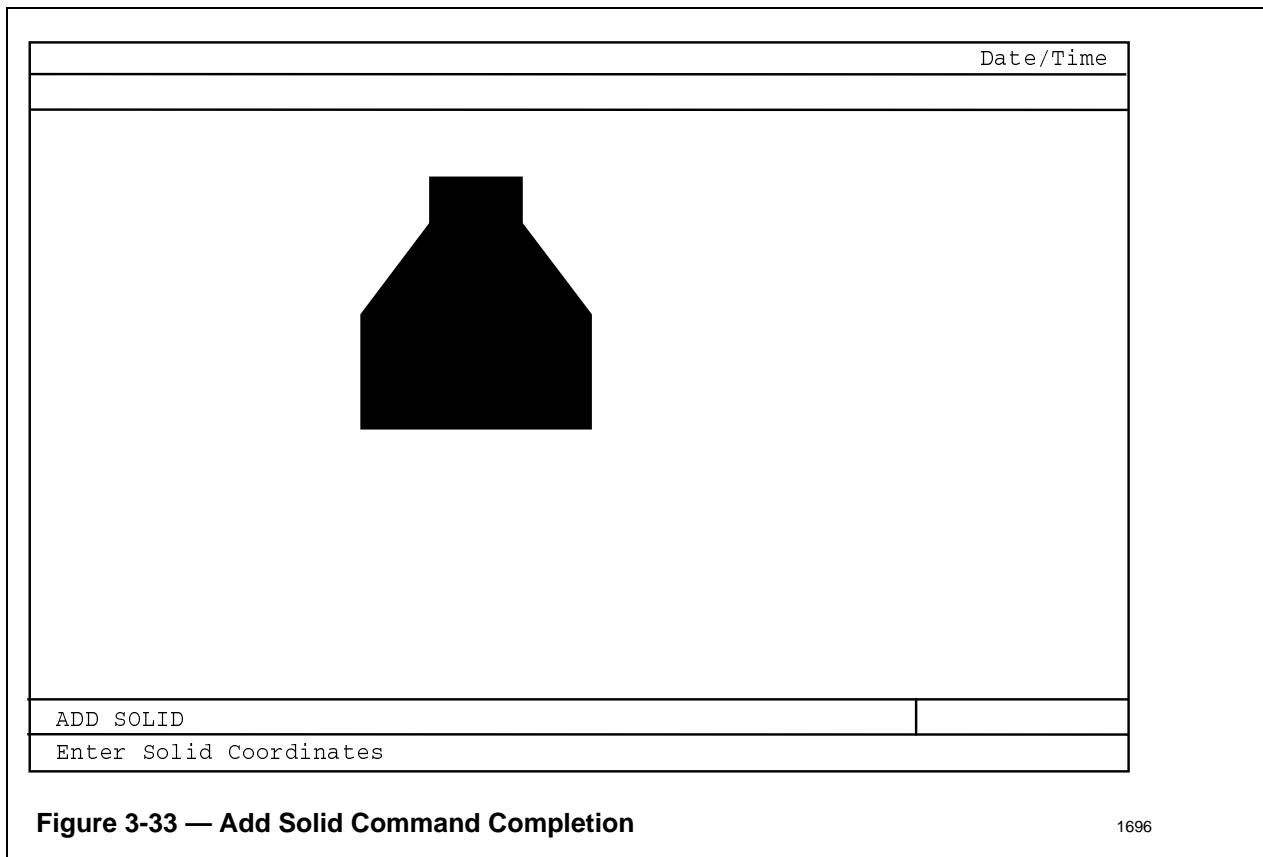 Date/Time
ADD SOLID
Enter Solid Coordinates
Figure 3-33 — Add Solid Command Completion
1696